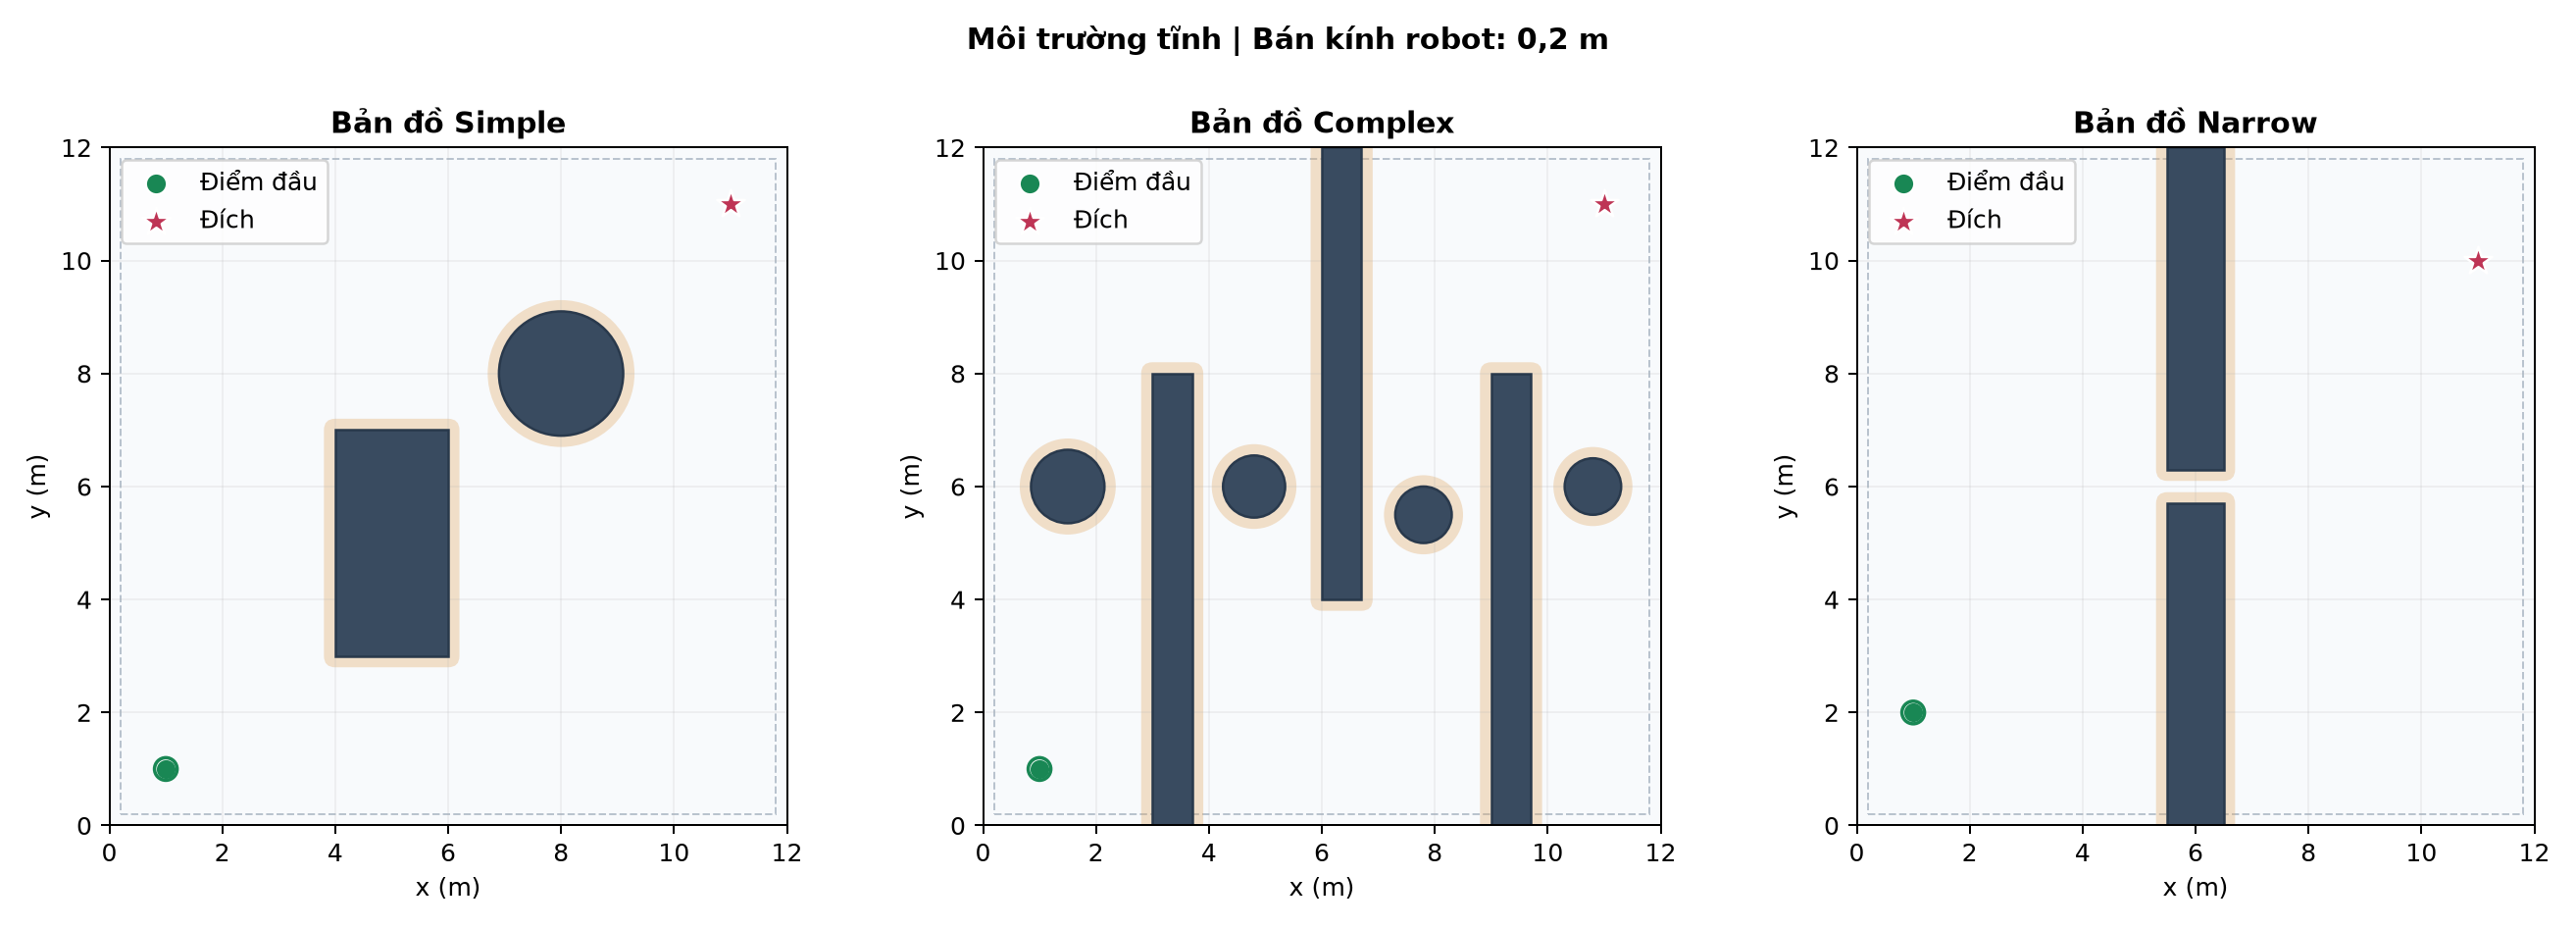 Môi trường tĩnh | Bán kính robot: 0,2 m
Bản đồ Simple
Điểm đầu
Đích
12
10
8
6
4
2
0
y (m)
0 2 4 6 8 10 12
x (m)
Bản đồ Complex
Điểm đầu
Đích
12
10
8
6
4
2
0
y (m)
0 2 4 6 8 10 12
x (m)
Bản đồ Narrow
Điểm đầu
Đích
12
10
8
6
4
2
0
y (m)
0 2 4 6 8 10 12
x (m)